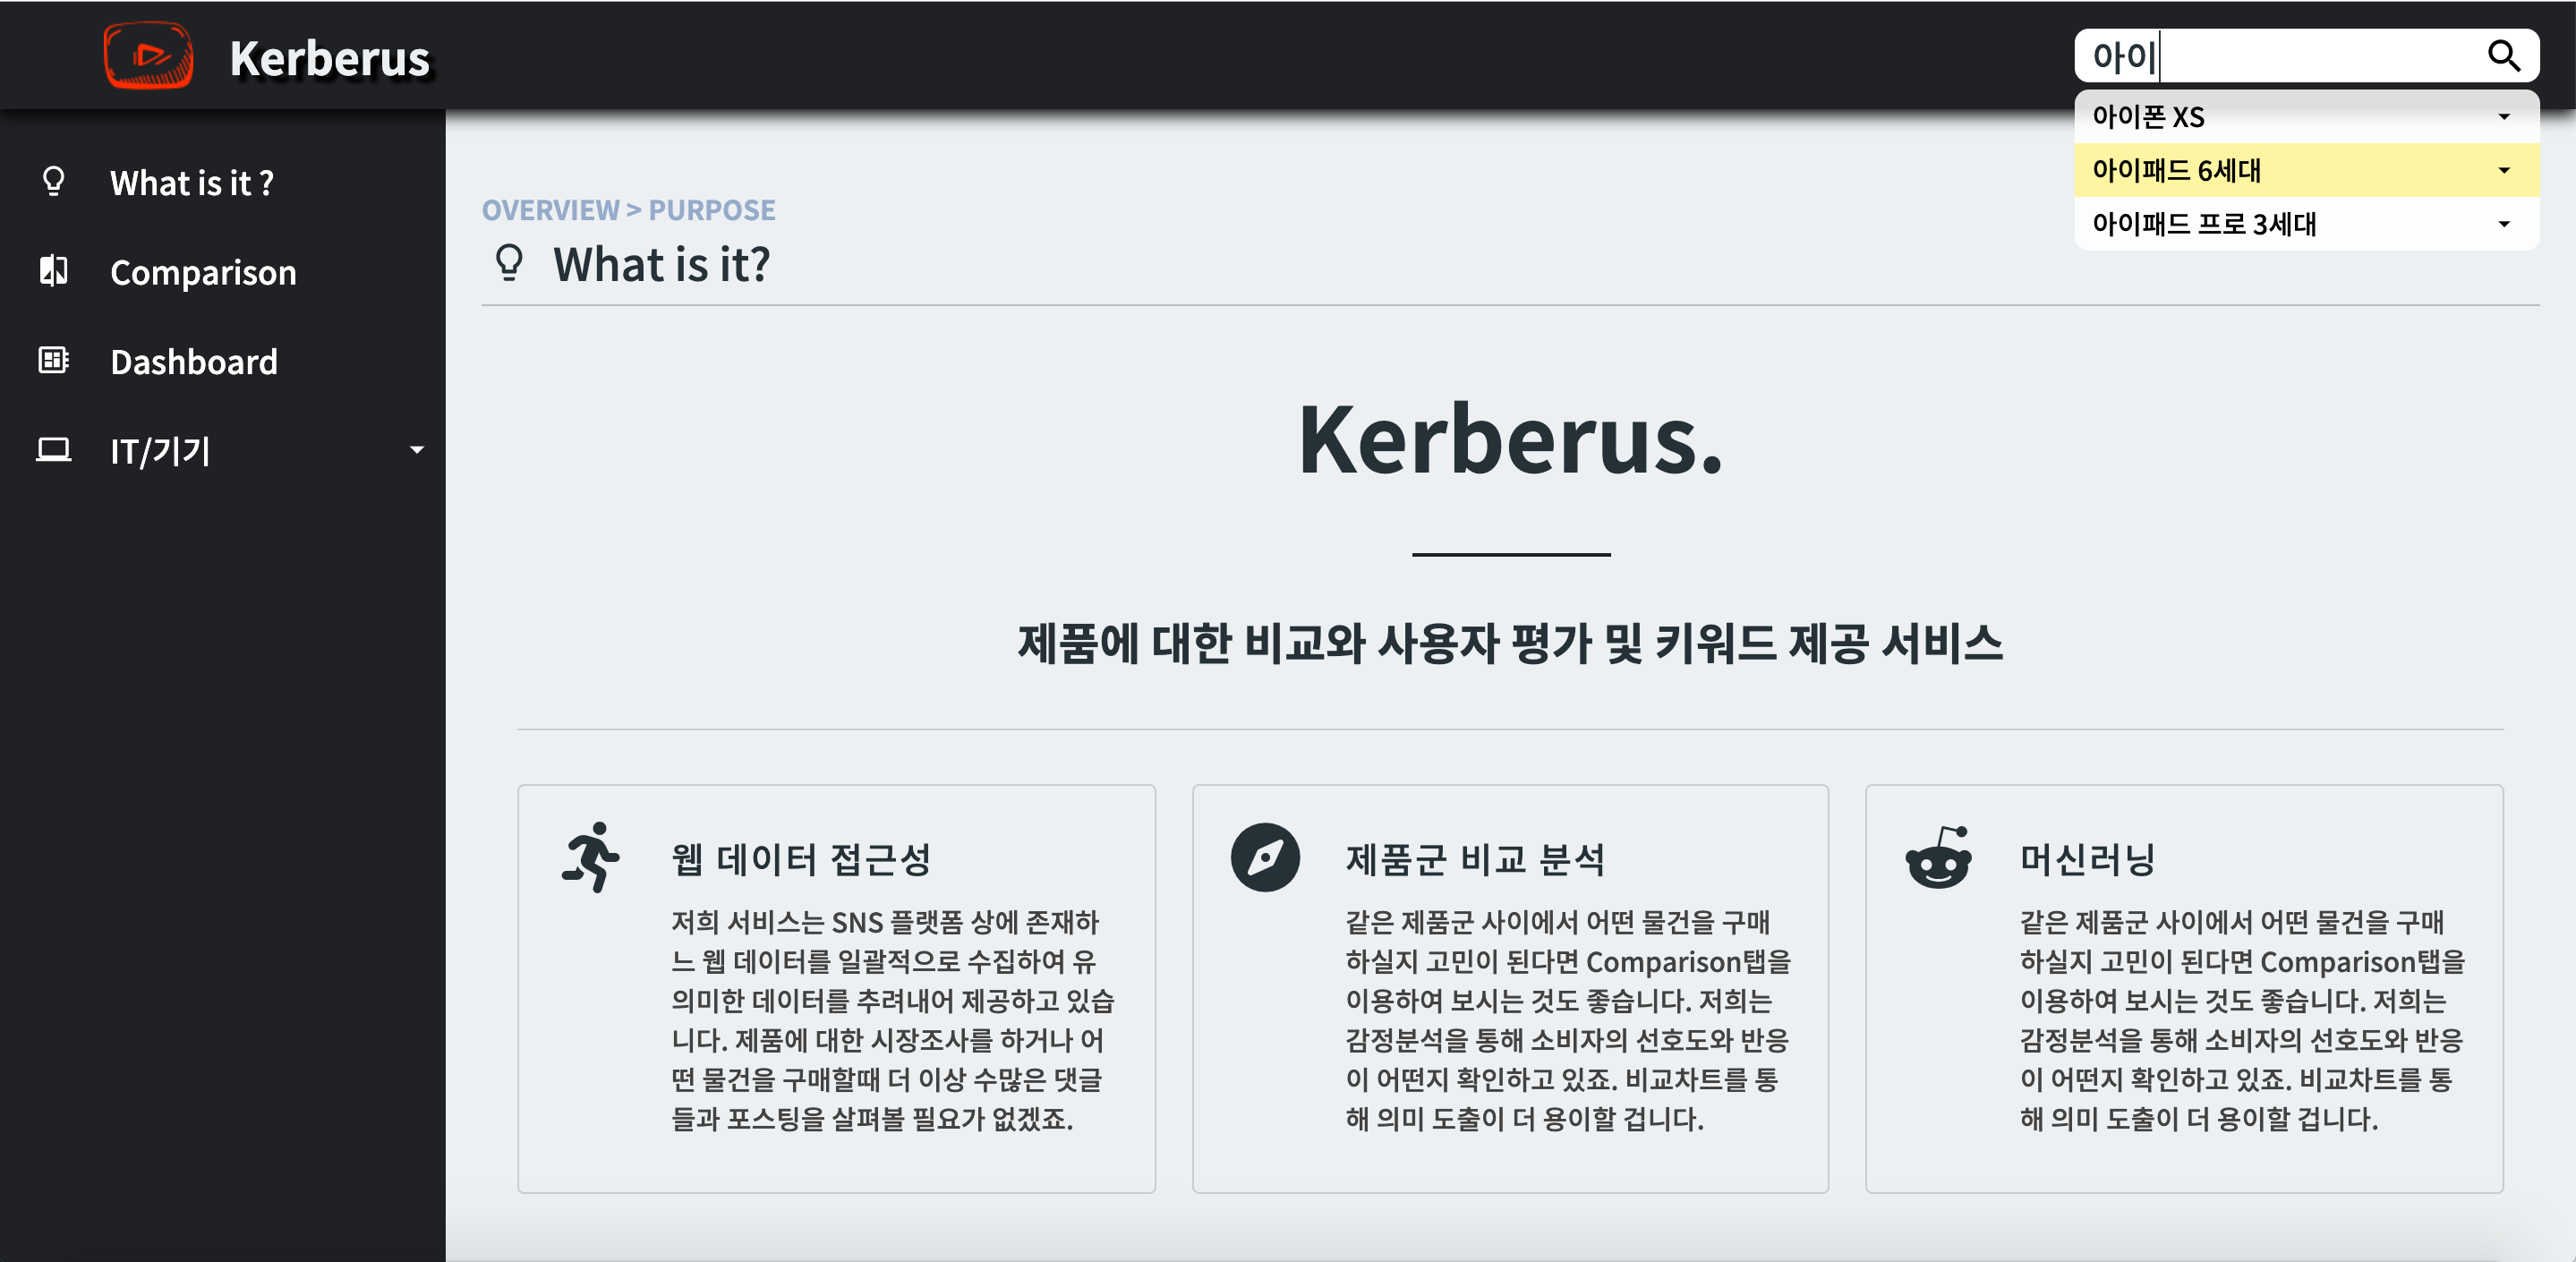 Kerberus
아이
아이폰 XS
아이패드 6세대
아이패드 프로 3세대
What is it ?
Comparison
Dashboard
IT/기기
OVERVIEW > PURPOSE
What is it?
Kerberus.
제품에 대한 비교와 사용자 평가 및 키워드 제공 서비스
웹 데이터 접근성
저희 서비스는 SNS 플랫폼 상에 존재하
느 웹 데이터를 일괄적으로 수집하여 유
의미한 데이터를 추려내어 제공하고 있습
니다. 제품에 대한 시장조사를 하거나 어
떤 물건을 구매할때 더 이상 수많은 댓글
들과 포스팅을 살펴볼 필요가 없겠죠.
제품군 비교 분석
같은 제품군 사이에서 어떤 물건을 구매
하실지 고민이 된다면 Comparison탭을
이용하여 보시는 것도 좋습니다. 저희는
감정분석을 통해 소비자의 선호도와 반응
이 어떤지 확인하고 있죠. 비교차트를 통
해 의미 도출이 더 용이할 겁니다.
머신러닝
같은 제품군 사이에서 어떤 물건을 구매
하실지 고민이 된다면 Comparison탭을
이용하여 보시는 것도 좋습니다. 저희는
감정분석을 통해 소비자의 선호도와 반응
이 어떤지 확인하고 있죠. 비교차트를 통
해 의미 도출이 더 용이할 겁니다.